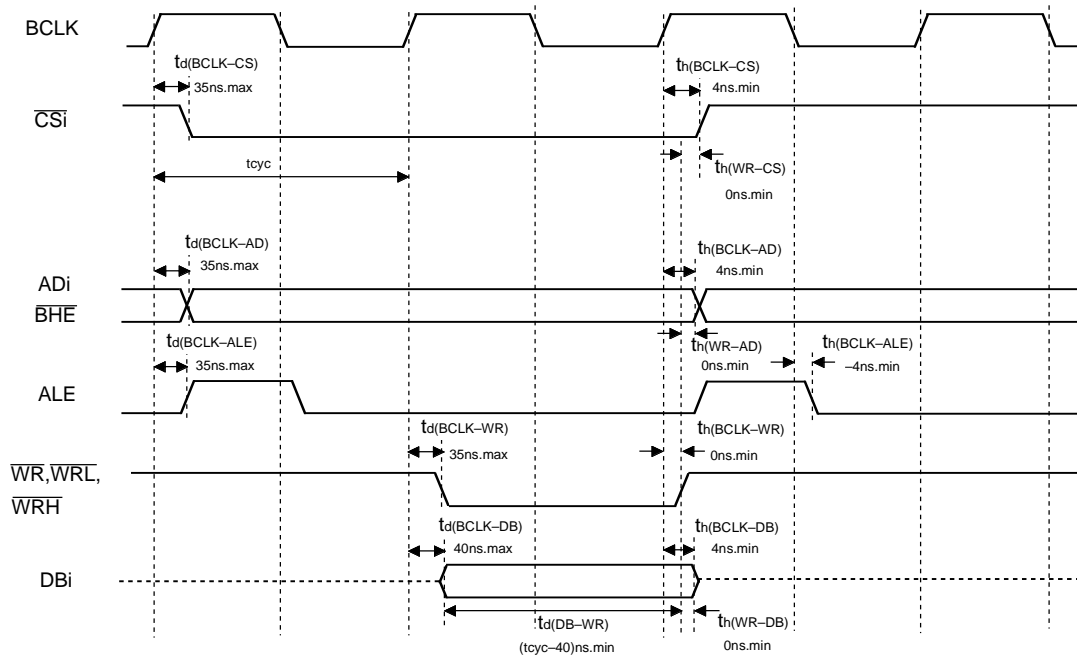 BCLK
td(BCLK–CS)
35ns.max
th(BCLK–CS)
4ns.min
CSi
tcyc
th(WR–CS)
0ns.min
td(BCLK–AD)
35ns.max
th(BCLK–AD)
4ns.min
ADi
BHE
td(BCLK–ALE)
35ns.max
th(WR–AD)
0ns.min
th(BCLK–ALE)
–4ns.min
ALE
td(BCLK–WR)
35ns.max
th(BCLK–WR)
0ns.min
WR,WRL,
WRH
td(BCLK–DB)
40ns.max
th(BCLK–DB)
4ns.min
DBi
td(DB–WR)
(tcyc–40)ns.min
th(WR–DB)
0ns.min